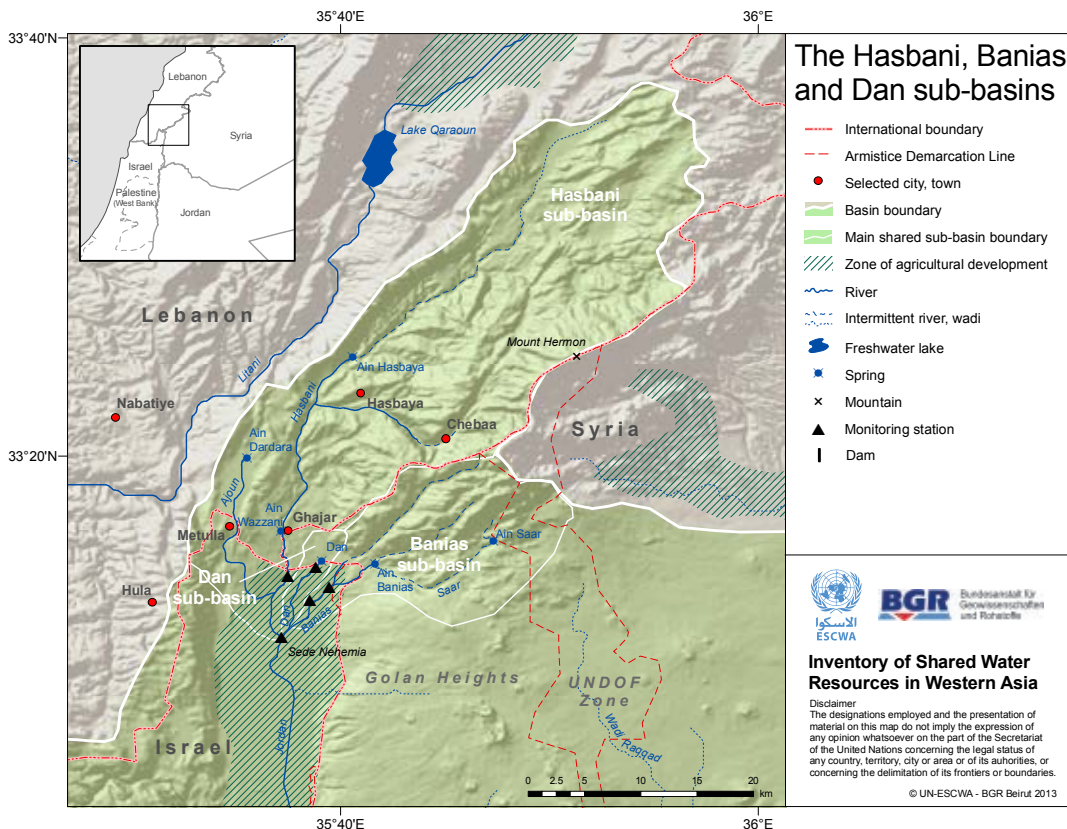 35°40'
36°E
33°40'
33°20'
35°40'
36°E
Lebanon
Syria
Israel
Palestine
(West Bank)
Jordan
Lake Qaraoun
Hasbani
sub-basin
Lebanon
Mount Hermon
Litani
Ain Hasbaya
Hasbani
Hasbaya
Nabatiye
Chebaa
Syria
Ain
Dardara
Ajoun
Ain
Wazzani
Ghajar
Metulla
Dan
Banias
sub-basin
Ain Saar
Dan
sub-basin
Ain
Banias
Saar
Hula
Dan
Banias
Sede Nehemia
Golan Heights
UNDOF
Zone
Wadi Raqqad
Israel
Jordan
0 2.5 5 10 15 20
km
The Hasbani, Banias
and Dan sub-basins
International boundary
Armistice Demarcation Line
Selected city, town
Basin boundary
Main shared sub-basin boundary
Zone of agricultural development
River
Intermittent river, wadi
Freshwater lake
Spring
Mountain
Monitoring station
Dam
الاسكوا
ESCWA
BGR
Bundesanstalt für
Geowissenschaften
und Rohstoffe
Inventory of Shared Water
Resources in Western Asia
Disclaimer
The designations employed and the presentation of
material on this map do not imply the expression of
any opinion whatsoever on the part of the Secretariat
of the United Nations concerning the legal status of
any country, territory, city or area or of its authorities, or
concerning the delimitation of its frontiers or boundaries.
© UN-ESCWA - BGR Beirut 2013